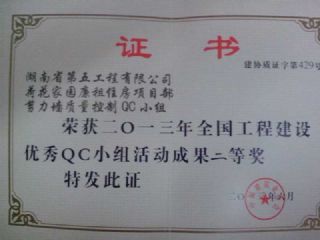 证书
建协质证字第429号
湖南省第五工程有限公司
荷花家园廉租住房项目部
剪力墙质量控制QC小组
荣获二〇一三年全国工程建设
优秀QC小组活动成果二等奖
特发此证